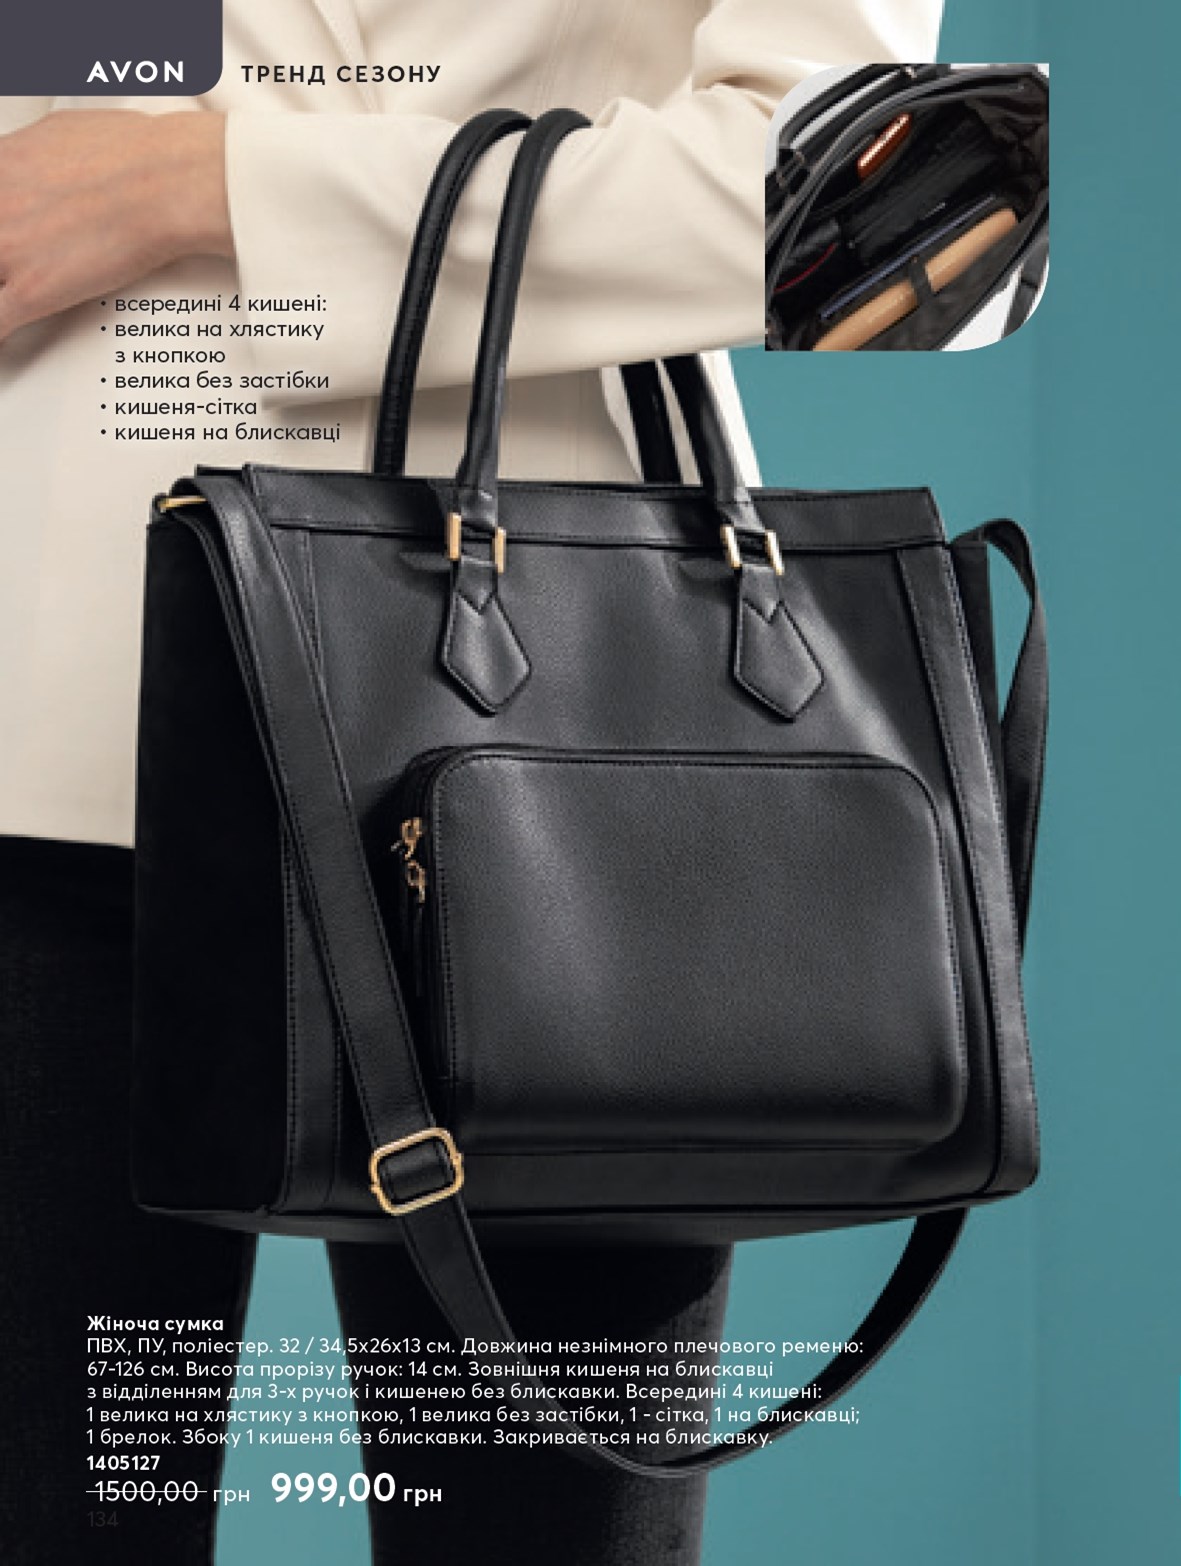 AVON ТРЕНД СЕЗОНУ
• всередині 4 кишені:
• велика на хлястику
з кнопкою
• велика без застібки
• кишеня-сітка
• кишеня на блискавці
Жіноча сумка
ПВХ, ПУ, поліестер. 32 / 34,5х26х13 см. Довжина незнімного плечового ременю:
67-126 см. Висота прорізу ручок: 14 см. Зовнішня кишеня на блискавці
з відділенням для 3-х ручок і кишенею без блискавки. Всередині 4 кишені:
1 велика на хлястику з кнопкою, 1 велика без застібки, 1 - сітка, 1 на блискавці;
1 брелок. Збоку 1 кишеня без блискавки. Закривається на блискавку.
1405127
1500,00 грн 999,00 грн
134